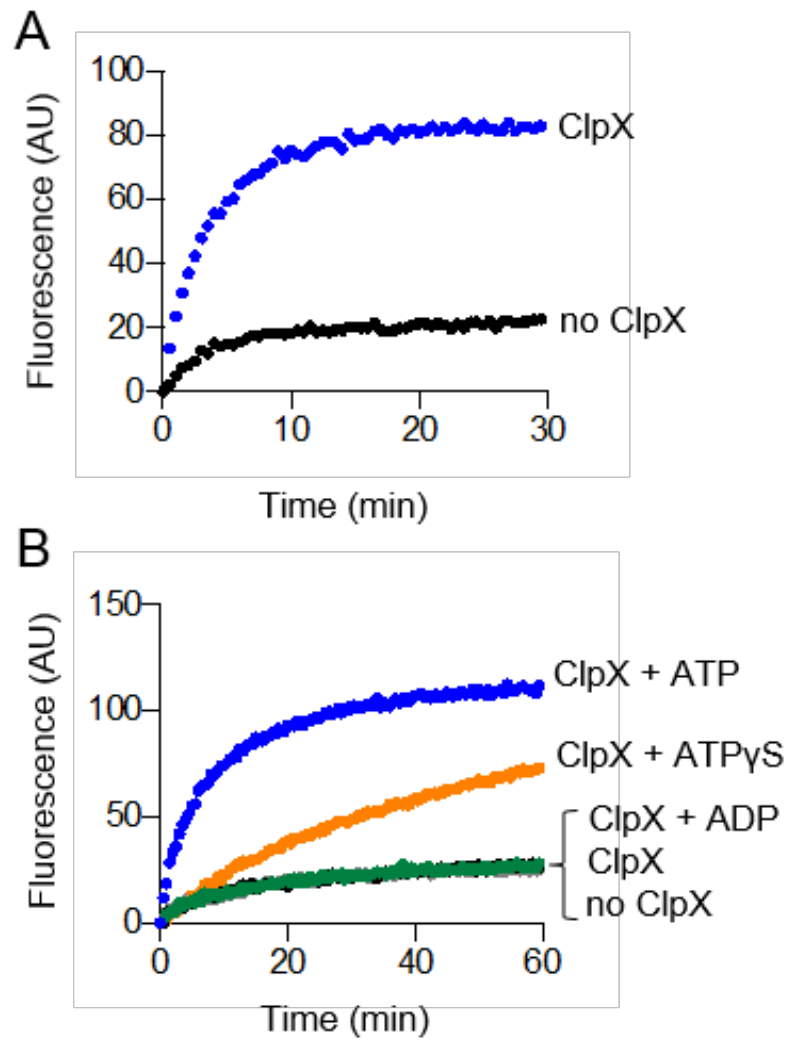 A
Fluorescence (AU)
100
80
60
40
20
0
ClpX
no ClpX
0 10 20 30
Time (min)
B
Fluorescence (AU)
150
100
50
0
ClpX + ATP
ClpX + ATPγS
ClpX + ADP
ClpX
no ClpX
0 20 40 60
Time (min)